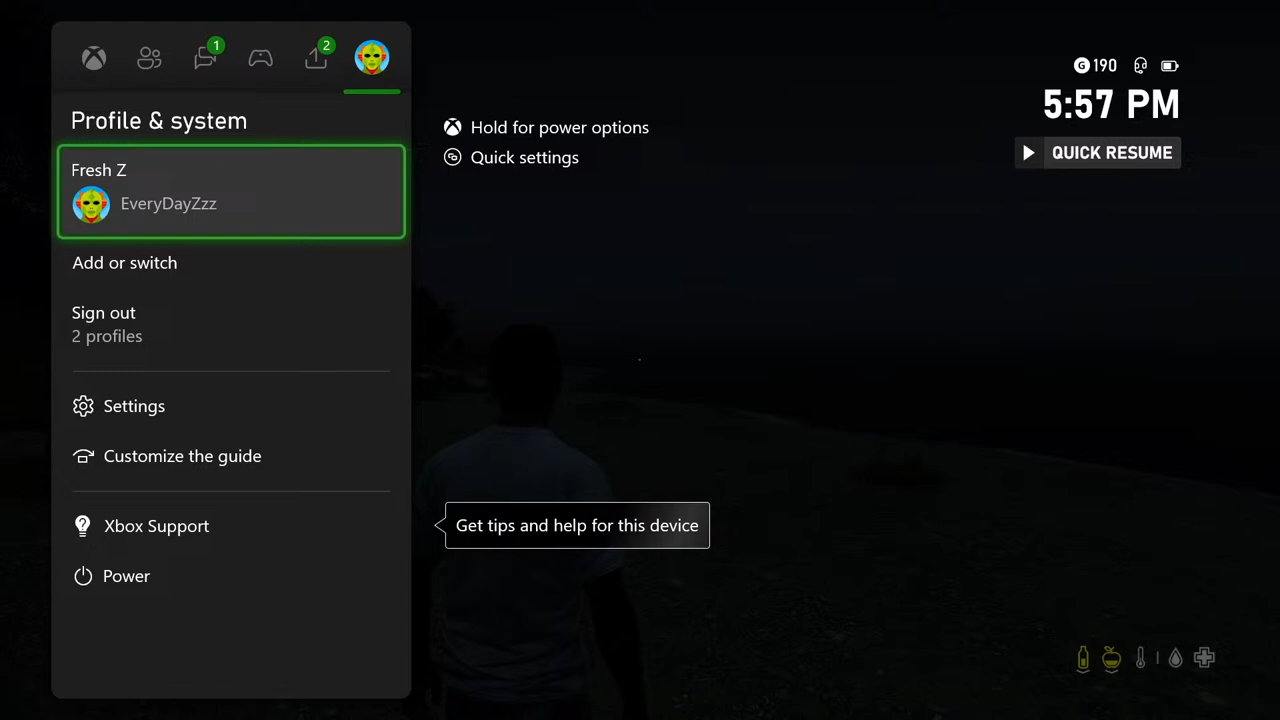 1
2
Profile & system
Fresh Z
EveryDayZzz
Add or switch
Sign out
2 profiles
Settings
Customize the guide
Xbox Support
Power
Hold for power options
Quick settings
Get tips and help for this device
G 190
5:57 PM
QUICK RESUME